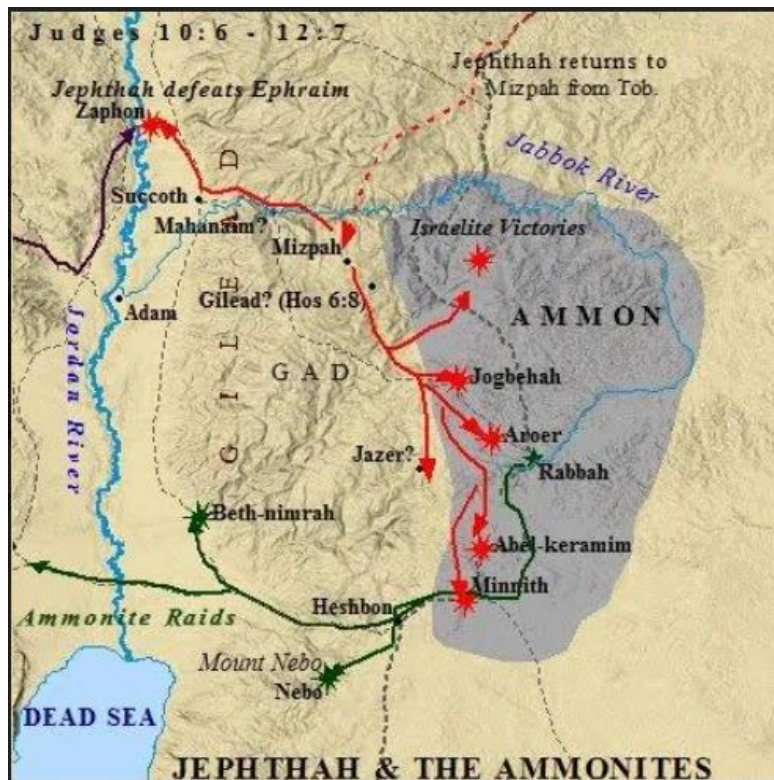 Judges 10:6 - 12:7
Jephthah returns to
Mizpah from Tob.
Jephthah defeats Ephraim
Zaphon
Jabbok River
Succoth
Mahanaim?
Israelite Victories
Mizpah
Gilead? (Hos 6:8)
Adam
AMMON
Jordan River
GILEAD
GAD
Jogbehah
Aroer
Jazer?
Rabbah
Beth-nimrah
Abel-keramim
Minnith
Ammonite Raids
Heshbon
Mount Nebo
Nebo
DEAD SEA
JEPHTHAH & THE AMMONITES